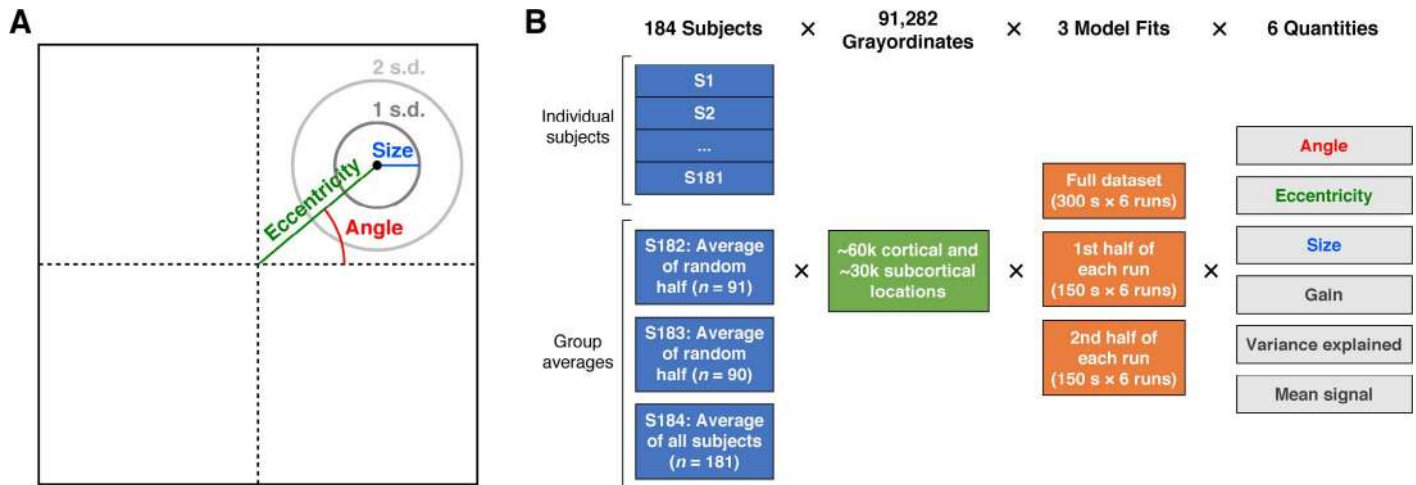 A
2 s.d.
1 s.d.
Size
Eccentricity
Angle
B
184 Subjects × 91,282 Grayordinates × 3 Model Fits × 6 Quantities
Individual
subjects
S1
S2
...
S181
Group
averages
S182: Average
of random
half (n = 91)
S183: Average
of random
half (n = 90)
S184: Average
of all subjects
(n = 181)
×
~60k cortical and
~30k subcortical
locations
×
Full dataset
(300 s × 6 runs)
1st half of
each run
(150 s × 6 runs)
2nd half of
each run
(150 s × 6 runs)
×
Angle
Eccentricity
Size
Gain
Variance explained
Mean signal